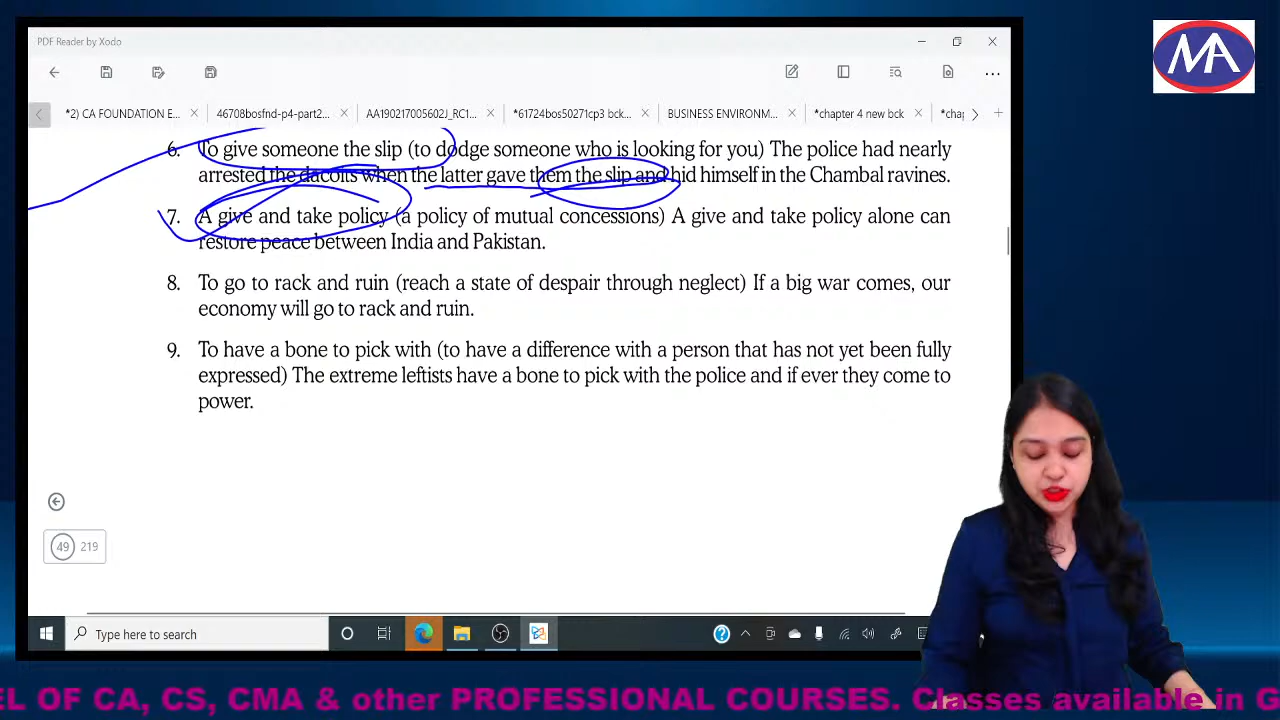 PDF Reader by Xodo
MA
*2) CA FOUNDATION E... 46708bosfnd-p4-part2... AA190217005602J_RC1... *61724bos50271cp3 bck... BUSINESS ENVIRONM... *chapter 4 new bck *chap
6. To give someone the slip (to dodge someone who is looking for you) The police had nearly
arrested the dacoits when the latter gave them the slip and hid himself in the Chambal ravines.
7. A give and take policy (a policy of mutual concessions) A give and take policy alone can
restore peace between India and Pakistan.
8. To go to rack and ruin (reach a state of despair through neglect) If a big war comes, our
economy will go to rack and ruin.
9. To have a bone to pick with (to have a difference with a person that has not yet been fully
expressed) The extreme leftists have a bone to pick with the police and if ever they come to
power.
49 219
Type here to search
EL OF CA, CS, CMA & other PROFESSIONAL COURSES. Classes available in G